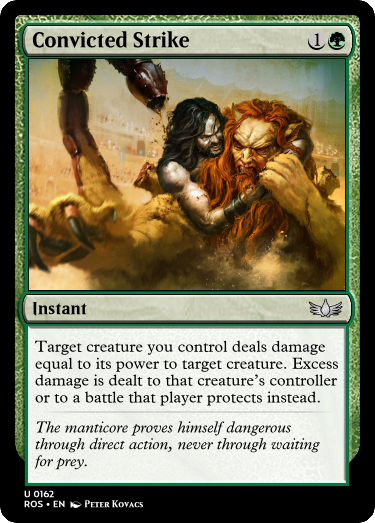 Convicted Strike 1
Instant
Target creature you control deals damage
equal to its power to target creature. Excess
damage is dealt to that creature's controller
or to a battle that player protects instead.
The manticore proves himself dangerous
through direct action, never through waiting
for prey.
U 0162
ROS • EN Peter Kovacs